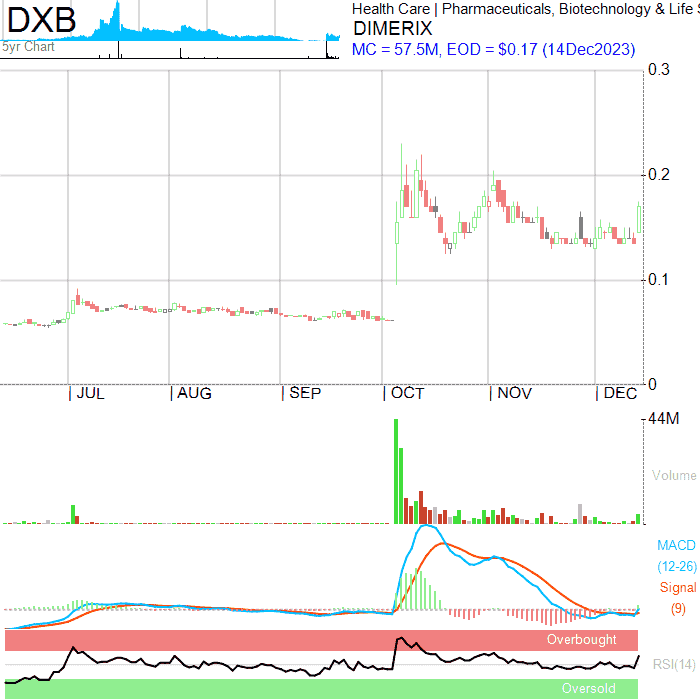 DXB
5yr Chart
Health Care | Pharmaceuticals, Biotechnology & Life S
DIMERIX
MC = 57.5M, EOD = $0.17 (14Dec2023)
0.3
0.2
0.1
0
JUL AUG SEP OCT NOV DEC
44M
Volume
MACD
(12-26)
Signal
(9)
Overbought
RSI(14)
Oversold